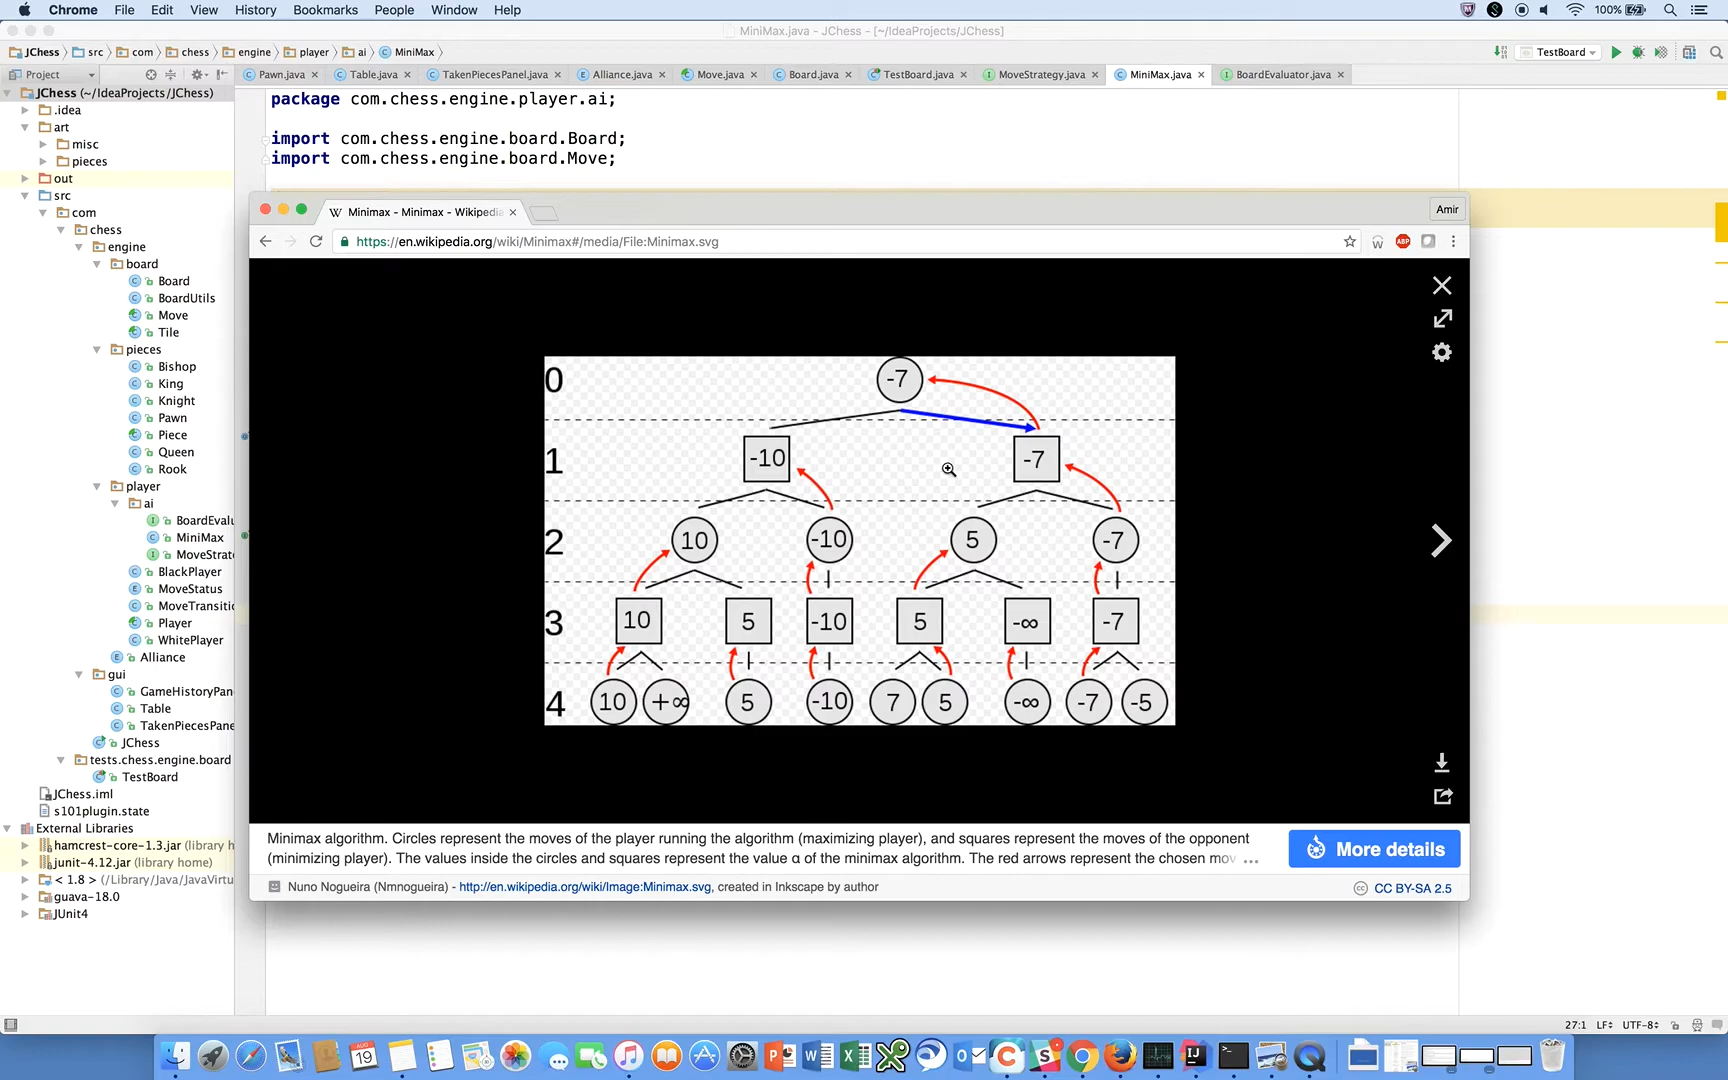 Chrome File Edit View History Bookmarks People Window Help 100%
MiniMax.java - JChess - [~/IdeaProjects/JChess]
JChess src com chess engine player ai MiniMax TestBoard
Project Pawn.java Table.java TakenPiecesPanel.java Alliance.java Move.java Board.java TestBoard.java MoveStrategy.java MiniMax.java BoardEvaluator.java
JChess (~/IdeaProjects/JChess)
.idea
art
misc
pieces
out
src
com
chess
engine
board
Board
BoardUtils
Move
Tile
pieces
Bishop
King
Knight
Pawn
Piece
Queen
Rook
player
ai
BoardEvalu
MiniMax
MoveStrate
BlackPlayer
MoveStatus
MoveTransitic
Player
WhitePlayer
Alliance
gui
GameHistoryPan
Table
TakenPiecesPane
JChess
tests.chess.engine.board
TestBoard
JChess.iml
s101plugin.state
External Libraries
hamcrest-core-1.3.jar (library h
junit-4.12.jar (library home)
< 1.8 > (/Library/Java/JavaVirtu
guava-18.0
JUnit4
package com.chess.engine.player.ai;
import com.chess.engine.board.Board;
import com.chess.engine.board.Move;
W Minimax - Minimax - Wikipedia
Amir
https://en.wikipedia.org/wiki/Minimax#/media/File:Minimax.svg
W ABP
0 -7
1 -10 -7
2 10 -10 5 -7
3 10 5 -10 5 -∞ -7
4 10 +∞ 5 -10 7 5 -∞ -7 -5
Minimax algorithm. Circles represent the moves of the player running the algorithm (maximizing player), and squares represent the moves of the opponent
(minimizing player). The values inside the circles and squares represent the value α of the minimax algorithm. The red arrows represent the chosen mov ...
More details
Nuno Nogueira (Nmnogueira) - http://en.wikipedia.org/wiki/Image:Minimax.svg, created in Inkscape by author
CC BY-SA 2.5
27:1 LF÷ UTF-8÷
AUG
19